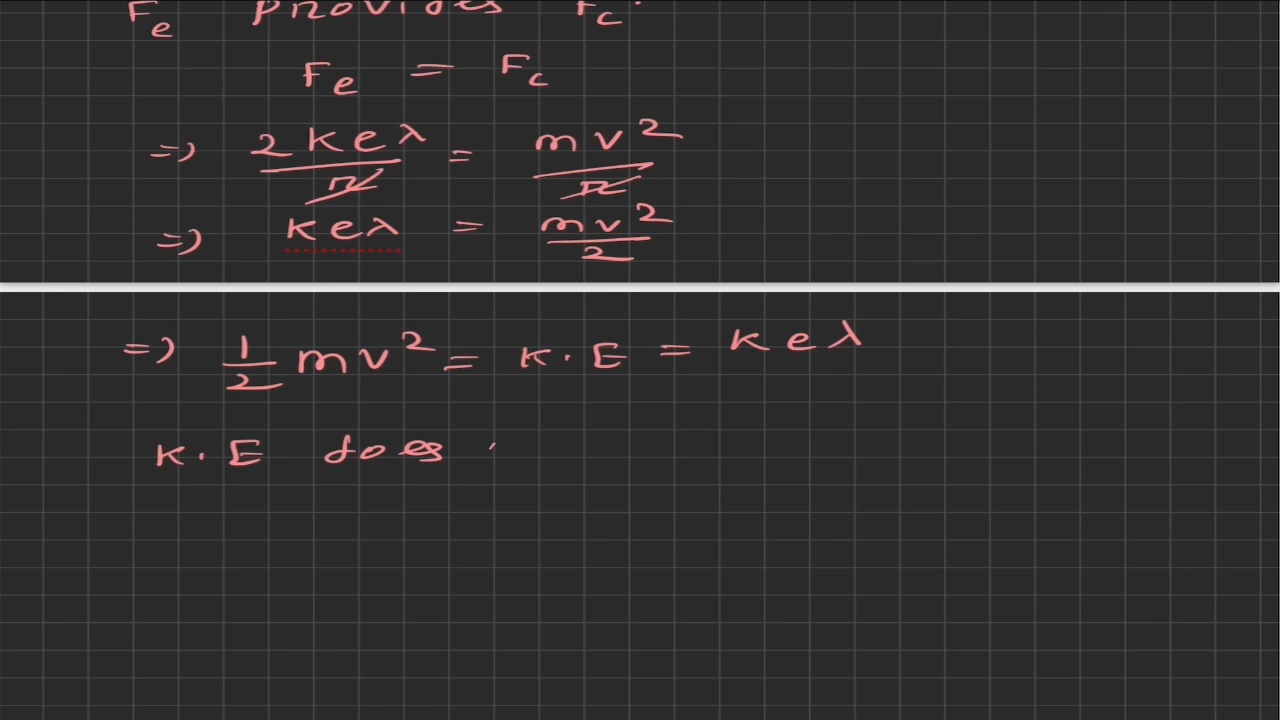 Fe provides Fc.
Fe = Fc
=> 2keλ/r = mv²/r
=> keλ = mv²/2
=> 1/2 mv² = K.E = keλ
K.E does